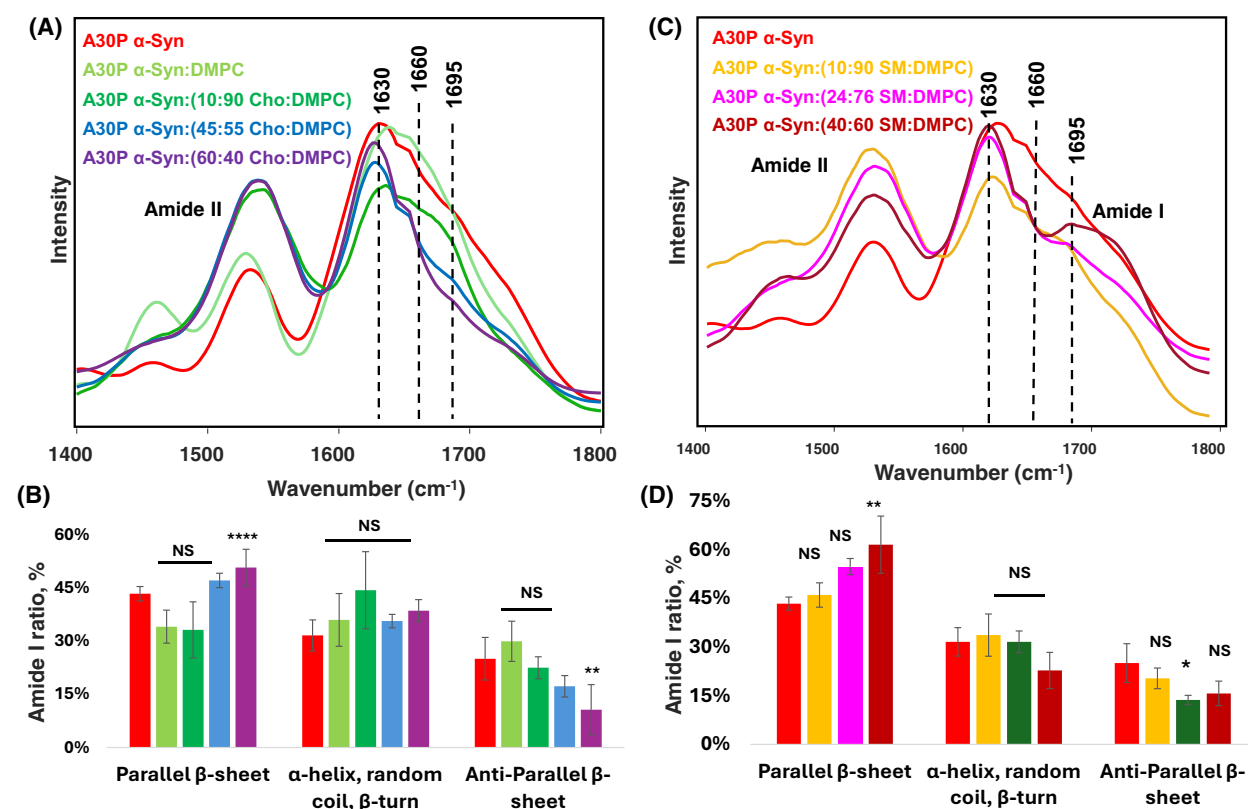 (A)
A30P α-Syn
A30P α-Syn:DMPC
A30P α-Syn:(10:90 Cho:DMPC)
A30P α-Syn:(45:55 Cho:DMPC)
A30P α-Syn:(60:40 Cho:DMPC)
1630
1660
1695
Amide II
Intensity
1400
1500
1600
1700
1800
Wavenumber (cm⁻¹)
(C)
A30P α-Syn
A30P α-Syn:(10:90 SM:DMPC)
A30P α-Syn:(24:76 SM:DMPC)
A30P α-Syn:(40:60 SM:DMPC)
1630
1660
1695
Amide II
Amide I
Intensity
1400
1500
1600
1700
1800
Wavenumber (cm⁻¹)
(B)
Amide I ratio, %
60%
45%
30%
15%
0%
NS
****
NS
NS
**
Parallel β-sheet
α-helix, random
coil, β-turn
Anti-Parallel β-
sheet
(D)
Amide I ratio, %
75%
60%
45%
30%
15%
0%
NS
NS
**
NS
NS
*
NS
Parallel β-sheet
α-helix, random
coil, β-turn
Anti-Parallel β-
sheet